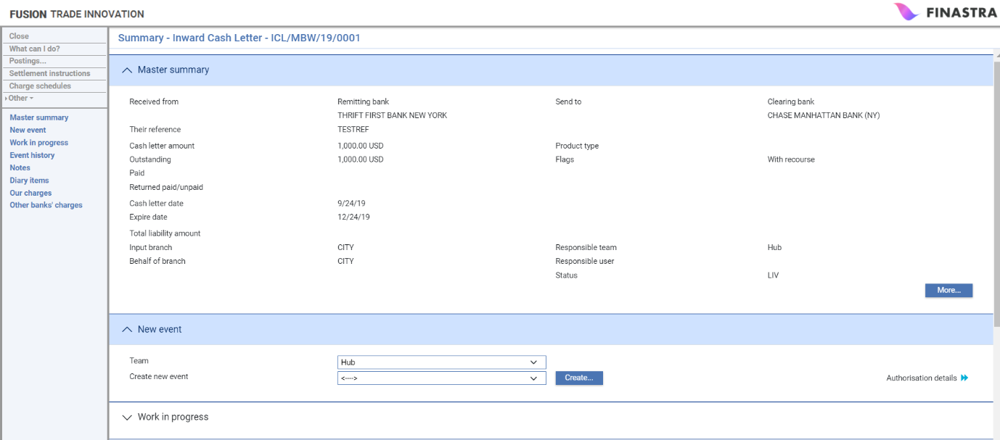 FUSION TRADE INNOVATION
FINASTRA
Close
What can I do?
Postings...
Settlement instructions
Charge schedules
Other
Master summary
New event
Work in progress
Event history
Notes
Diary items
Our charges
Other banks' charges
Summary - Inward Cash Letter - ICL/MBW/19/0001
Master summary
Received from Remitting bank Send to Clearing bank
THRIFT FIRST BANK NEW YORK CHASE MANHATTAN BANK (NY)
Their reference TESTREF
Cash letter amount 1,000.00 USD Product type
Outstanding 1,000.00 USD Flags With recourse
Paid
Returned paid/unpaid
Cash letter date 9/24/19
Expire date 12/24/19
Total liability amount
Input branch CITY Responsible team Hub
Behalf of branch CITY Responsible user
Status LIV
More...
New event
Team Hub
Create new event <----> Create... Authorisation details
Work in progress